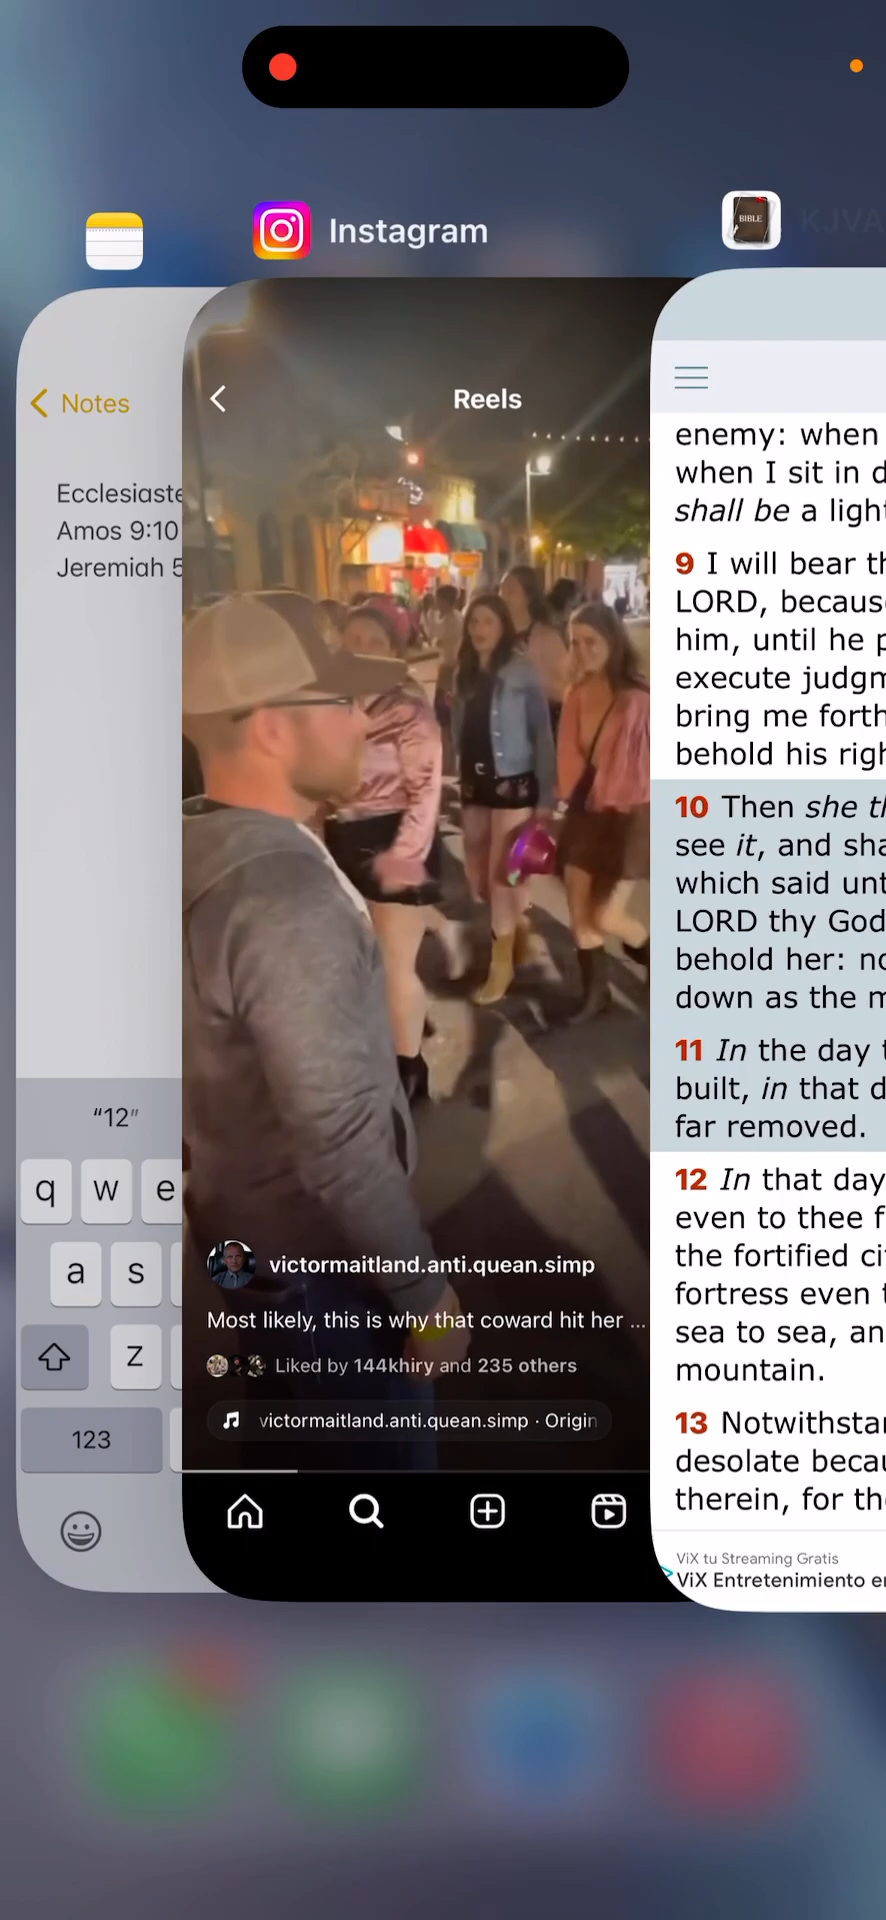 Instagram
BIBLE
KJVA
Notes
Ecclesiaste
Amos 9:10
Jeremiah 5
“12”
q w e
a s
z
123
Reels
victormaitland.anti.quean.simp
Most likely, this is why that coward hit her ...
Liked by 144khiry and 235 others
victormaitland.anti.quean.simp · Origin
enemy: when
when I sit in d
shall be a light
9 I will bear th
LORD, because
him, until he p
execute judgm
bring me forth
behold his righ
10 Then she th
see it, and sha
which said unt
LORD thy God
behold her: no
down as the m
11 In the day t
built, in that d
far removed.
12 In that day
even to thee f
the fortified cit
fortress even t
sea to sea, an
mountain.
13 Notwithstan
desolate becau
therein, for the
ViX tu Streaming Gratis
ViX Entretenimiento en